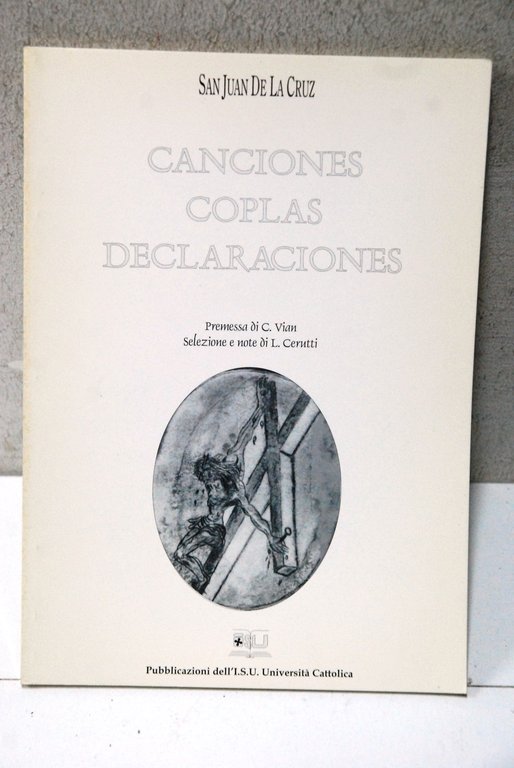 SAN JUAN DE LA CRUZ
CANCIONES
COPLAS
DECLARACIONES
Premessa di C. Vian
Selezione e note di L. Cerutti
Pubblicazioni dell'I.S.U. Università Cattolica